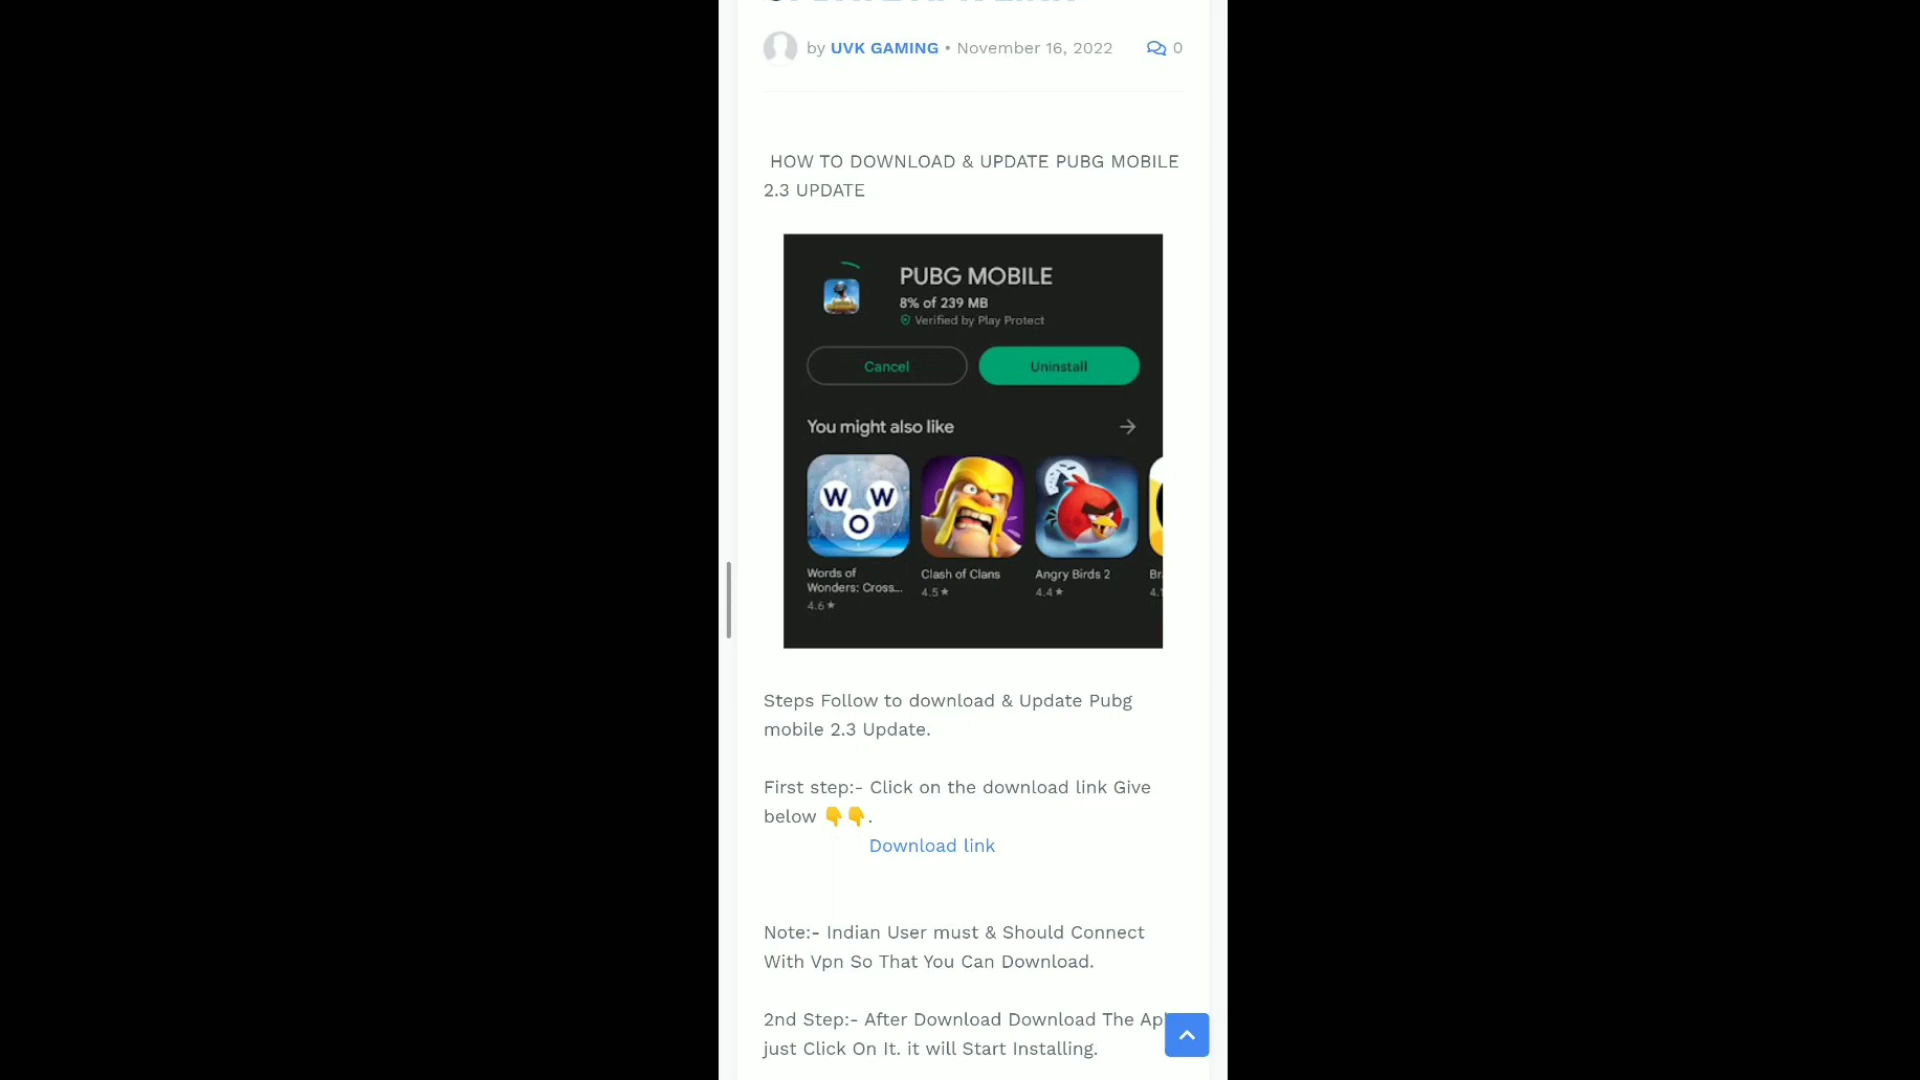 by UVK GAMING • November 16, 2022 0
HOW TO DOWNLOAD & UPDATE PUBG MOBILE
2.3 UPDATE
PUBG MOBILE
8% of 239 MB
Verified by Play Protect
Cancel Uninstall
You might also like
W W
O
Words of
Wonders: Cross...
4.6 ★
Clash of Clans
4.5 ★
Angry Birds 2
4.4 ★
Steps Follow to download & Update Pubg
mobile 2.3 Update.
First step:- Click on the download link Give
below 👇👇.
Download link
Note:- Indian User must & Should Connect
With Vpn So That You Can Download.
2nd Step:- After Download Download The
just Click On It. it will Start Installing.